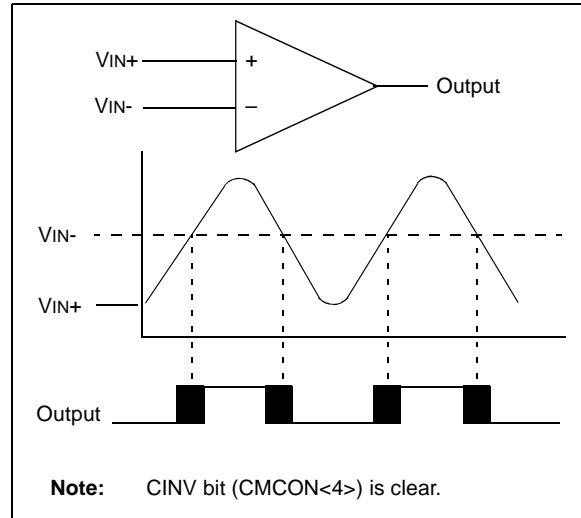 VIN+
+
Output
VIN-
–
VIN-
VIN+
Output
Note: CINV bit (CMCON<4>) is clear.